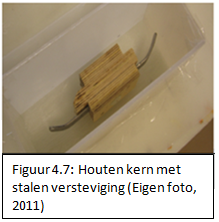 Figuur 4.7: Houten kern met
stalen versteviging (Eigen foto,
2011)